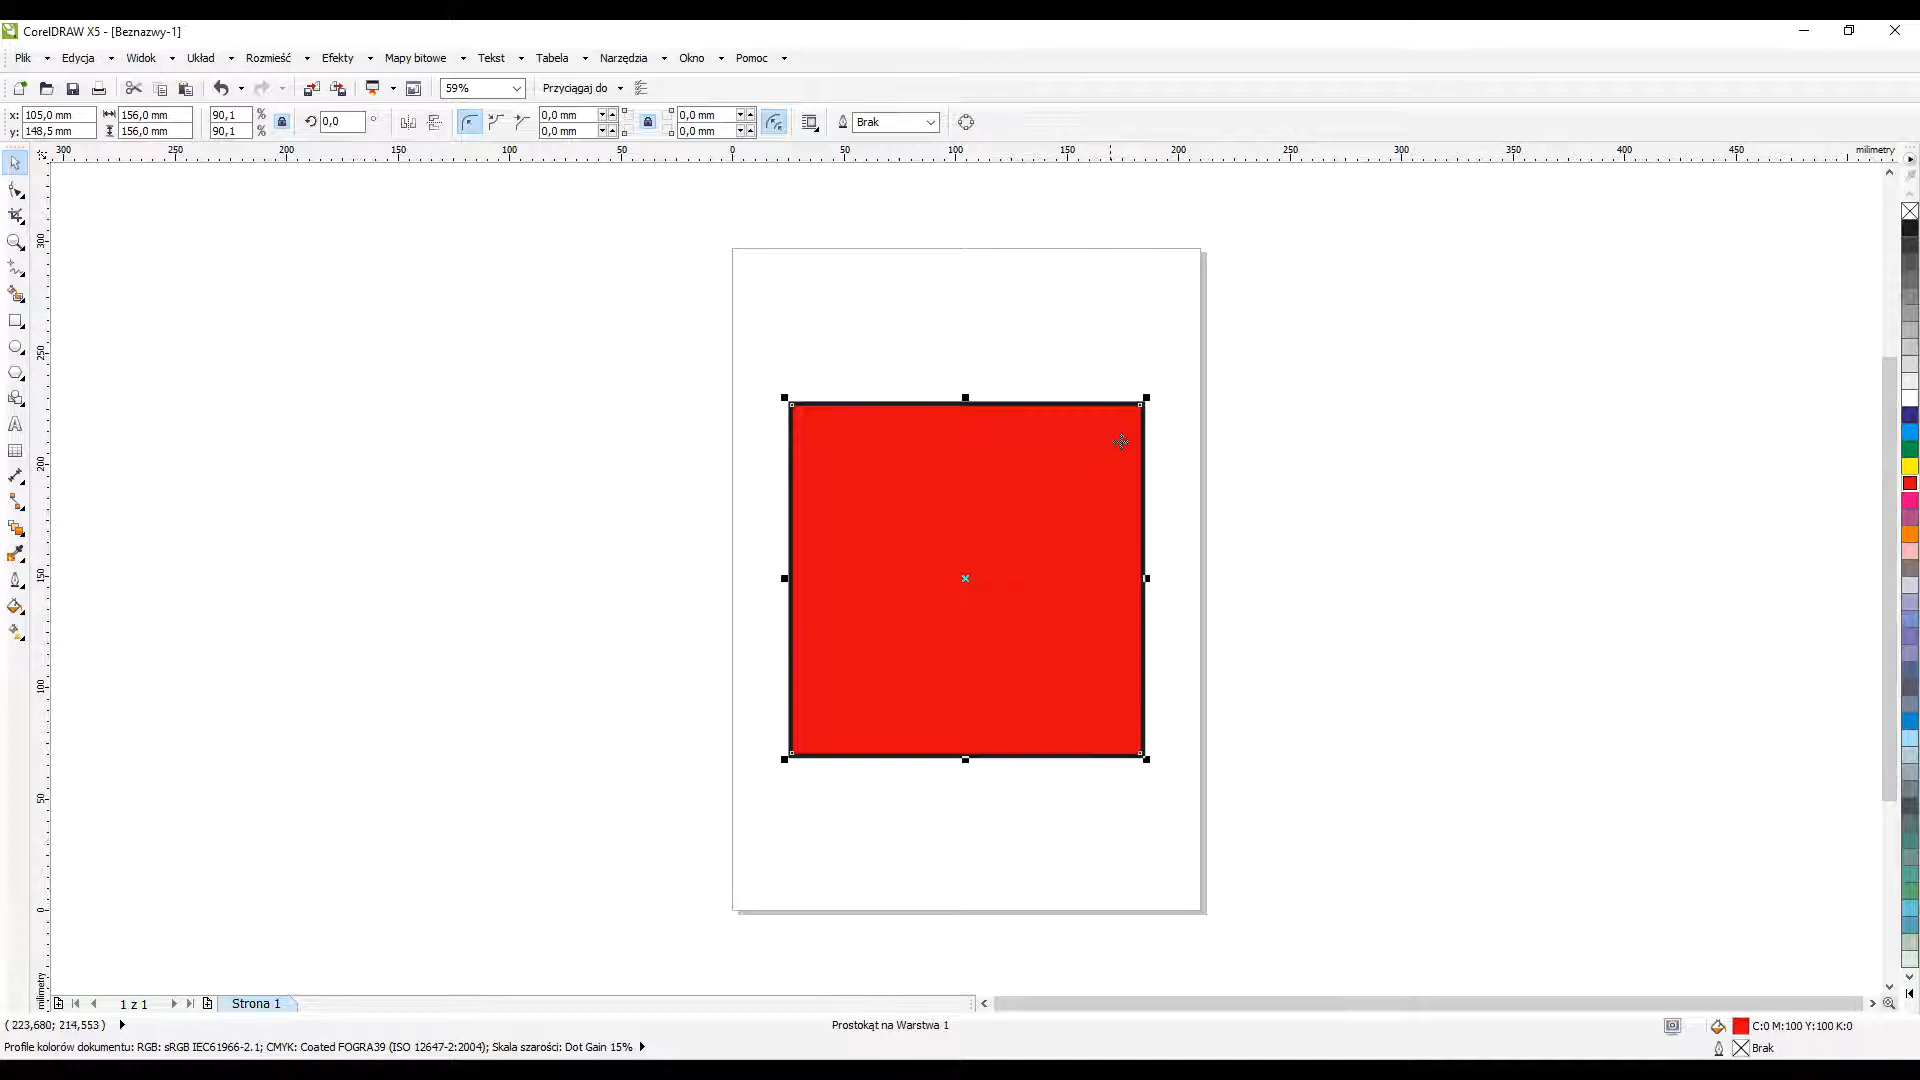 CorelDRAW X5 - [Beznazwy-1]
Plik Edycja Widok Układ Rozmieść Efekty Mapy bitowe Tekst Tabela Narzędzia Okno Pomoc
59% Przyciągaj do
x: 105,0 mm 156,0 mm 90,1 % 0,0 ° 0,0 mm 0,0 mm Brak
y: 148,5 mm 156,0 mm 90,1 % 0,0 mm 0,0 mm
300 250 200 150 100 50 0 50 100 150 200 250 300 350 400 450 milimetry
300
250
200
150
100
50
0
milimetry
1 z 1 Strona 1
( 223,680; 214,553 ) Prostokąt na Warstwa 1 C:0 M:100 Y:100 K:0
Profile kolorów dokumentu: RGB: sRGB IEC61966-2.1; CMYK: Coated FOGRA39 (ISO 12647-2:2004); Skala szarości: Dot Gain 15% Brak